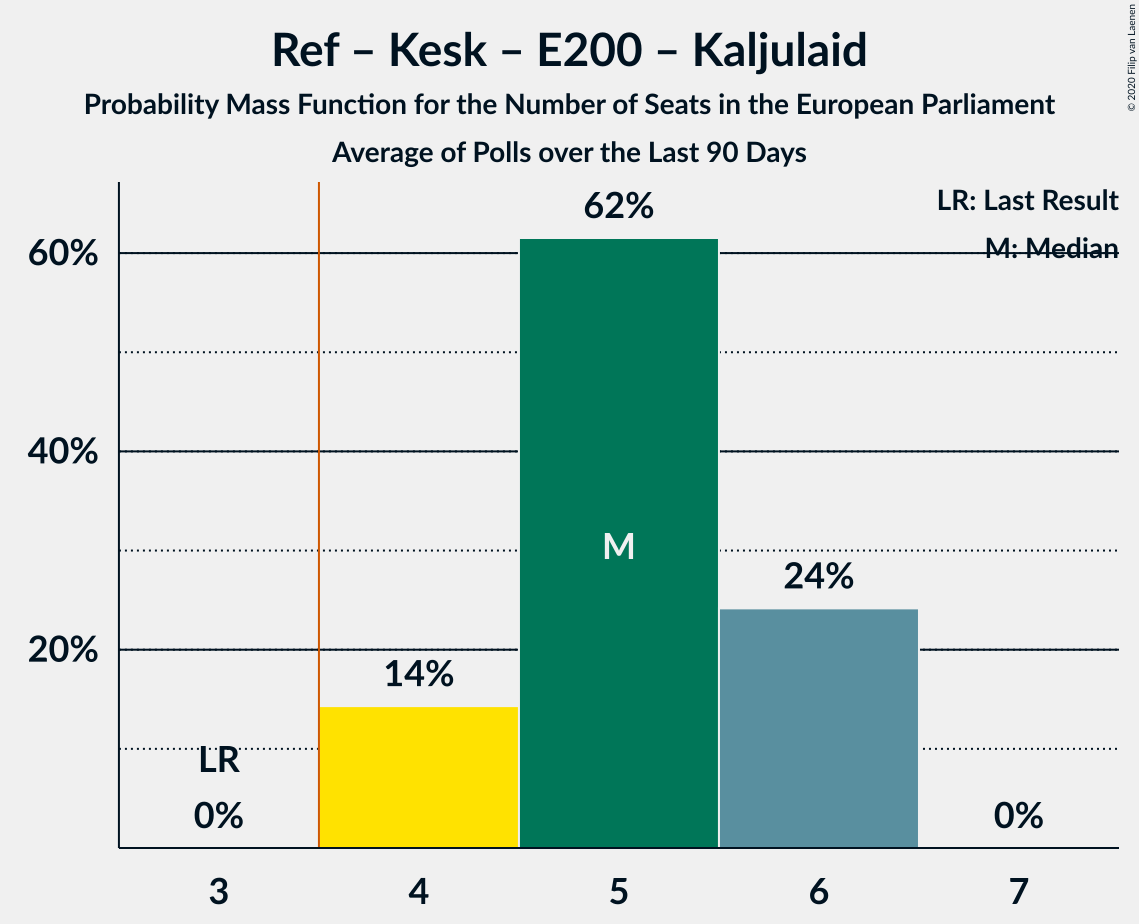 Ref – Kesk – E200 – Kaljulaid
Probability Mass Function for the Number of Seats in the European Parliament
Average of Polls over the Last 90 Days
© 2020 Filip van Laenen
LR: Last Result
M: Median
60%
40%
20%
62%
M
24%
14%
LR
0%
0%
3 4 5 6 7